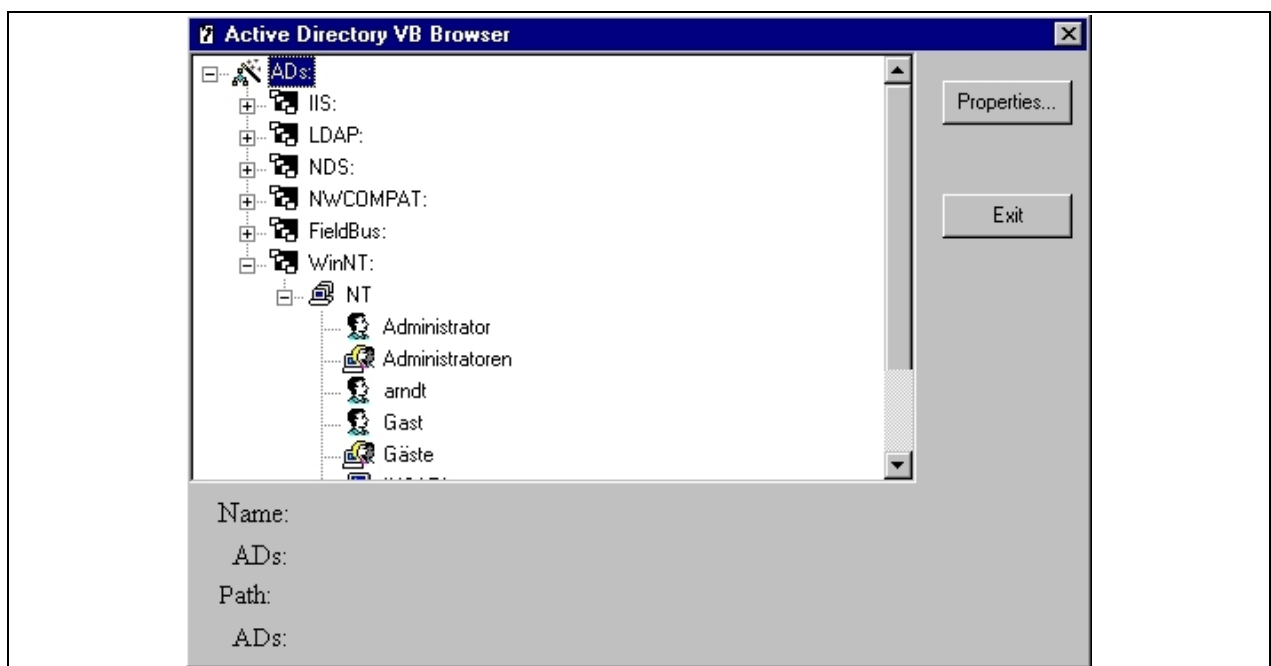 Active Directory VB Browser
ADs:
IIS:
LDAP:
NDS:
NWCOMPAT:
FieldBus:
WinNT:
NT
Administrator
Administratoren
arndt
Gast
Gäste
Properties...
Exit
Name:
ADs:
Path:
ADs: